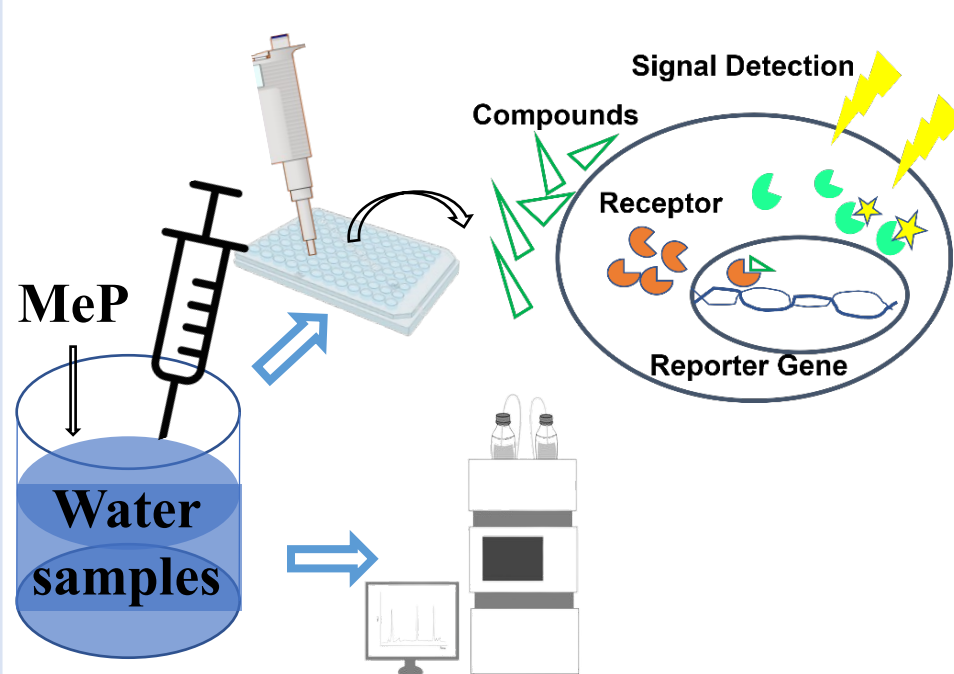 Signal Detection
Compounds
Receptor
MeP
Reporter Gene
Water
samples